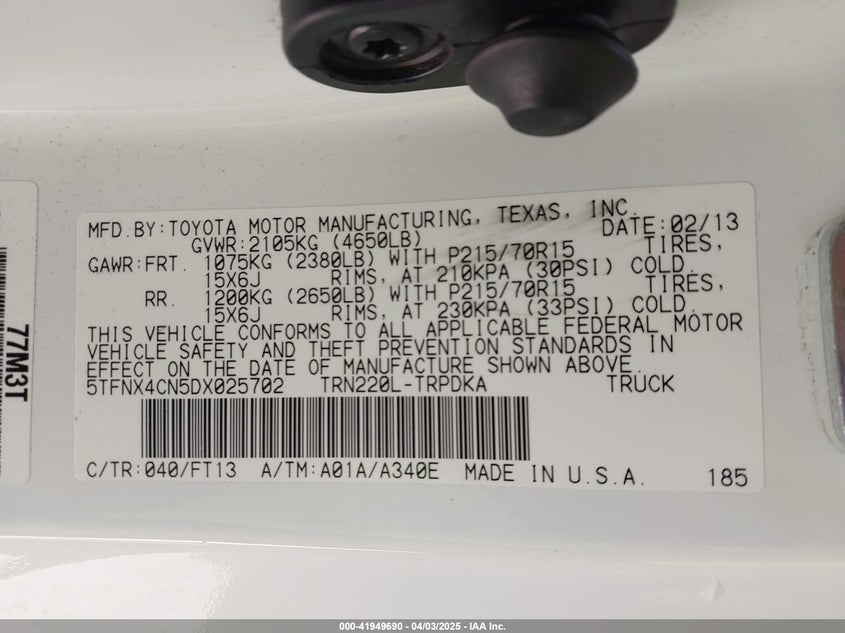 MFD.BY:TOYOTA MOTOR MANUFACTURING, TEXAS, INC.
DATE:02/13
GVWR:2105KG (4650LB)
GAWR:FRT. 1075KG (2380LB) WITH P215/70R15 TIRES,
15X6J RIMS, AT 210KPA (30PSI) COLD.
RR. 1200KG (2650LB) WITH P215/70R15 TIRES,
15X6J RIMS, AT 230KPA (33PSI) COLD.
THIS VEHICLE CONFORMS TO ALL APPLICABLE FEDERAL MOTOR
VEHICLE SAFETY AND THEFT PREVENTION STANDARDS IN
EFFECT ON THE DATE OF MANUFACTURE SHOWN ABOVE.
5TFNX4CN5DX025702 TRN220L-TRPDKA TRUCK
C/TR:040/FT13 A/TM:A01A/A340E MADE IN U.S.A.
185
77M3T
000-41949690 - 04/03/2025 - IAA Inc.